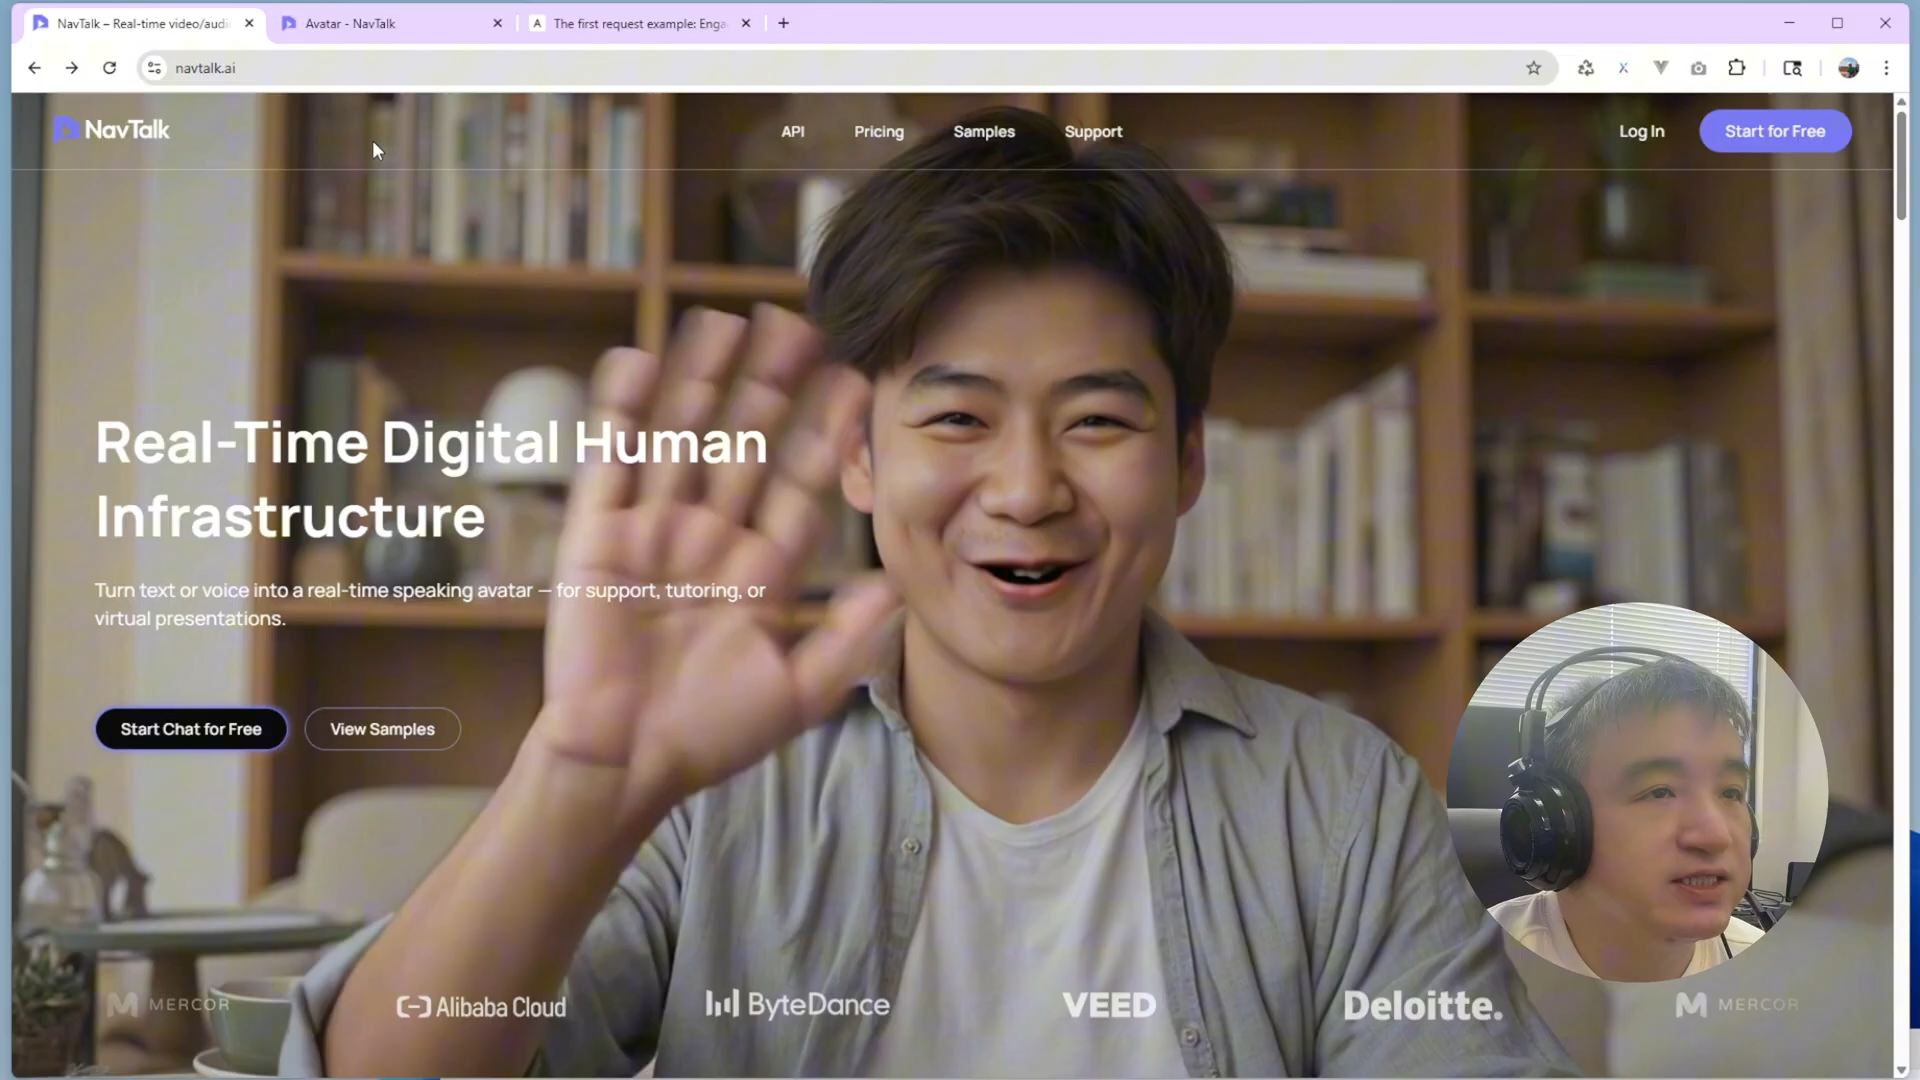 NavTalk – Real-time video/audi
Avatar - NavTalk
A
The first request example: Enga
navtalk.ai
NavTalk
API
Pricing
Samples
Support
Log In
Start for Free
Real-Time Digital Human
Infrastructure
Turn text or voice into a real-time speaking avatar — for support, tutoring, or
virtual presentations.
Start Chat for Free
View Samples
MERCOR
Alibaba Cloud
ByteDance
VEED
Deloitte.
MERCOR